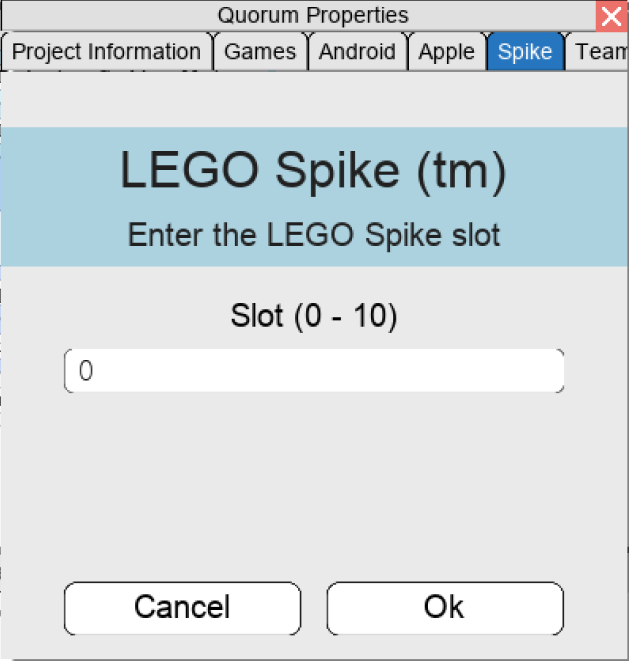 Quorum Properties
Project Information Games Android Apple Spike Team
LEGO Spike (tm)
Enter the LEGO Spike slot
Slot (0 - 10)
0
Cancel Ok